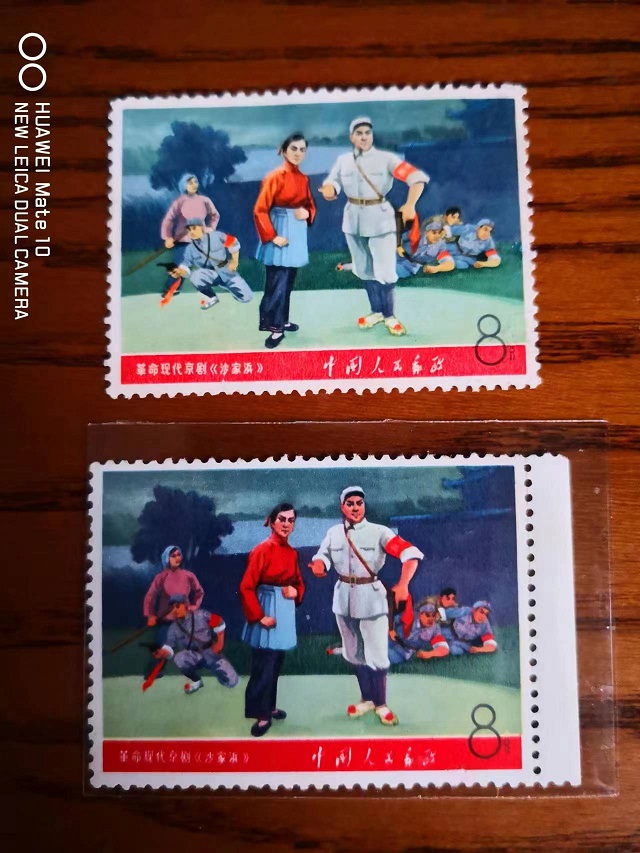 HUAWEI Mate 10
NEW LEICA DUAL CAMERA
革命现代京剧《沙家浜》 中国人民邮政 8分
革命现代京剧《沙家浜》 中国人民邮政 8分